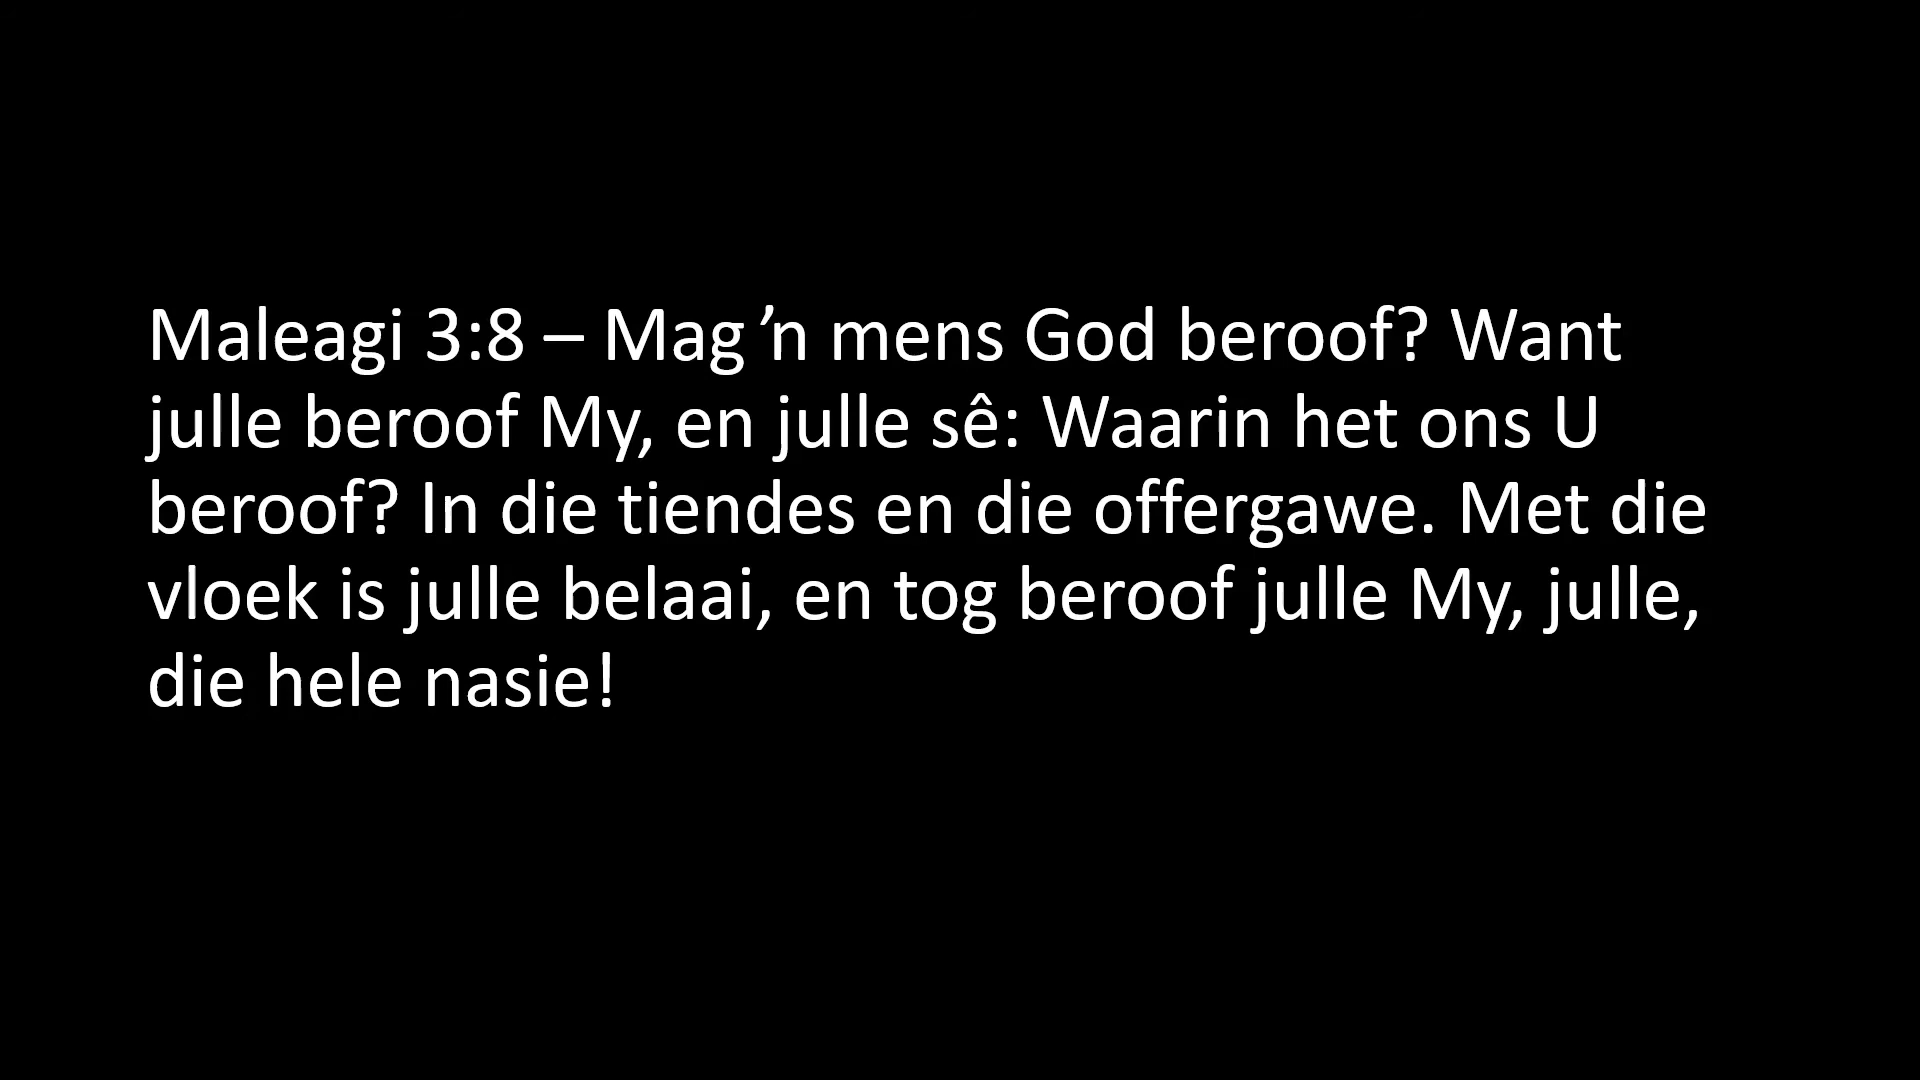 Maleagi 3:8 – Mag ’n mens God beroof? Want
julle beroof My, en julle sê: Waarin het ons U
beroof? In die tiendes en die offergawe. Met die
vloek is julle belaai, en tog beroof julle My, julle,
die hele nasie!